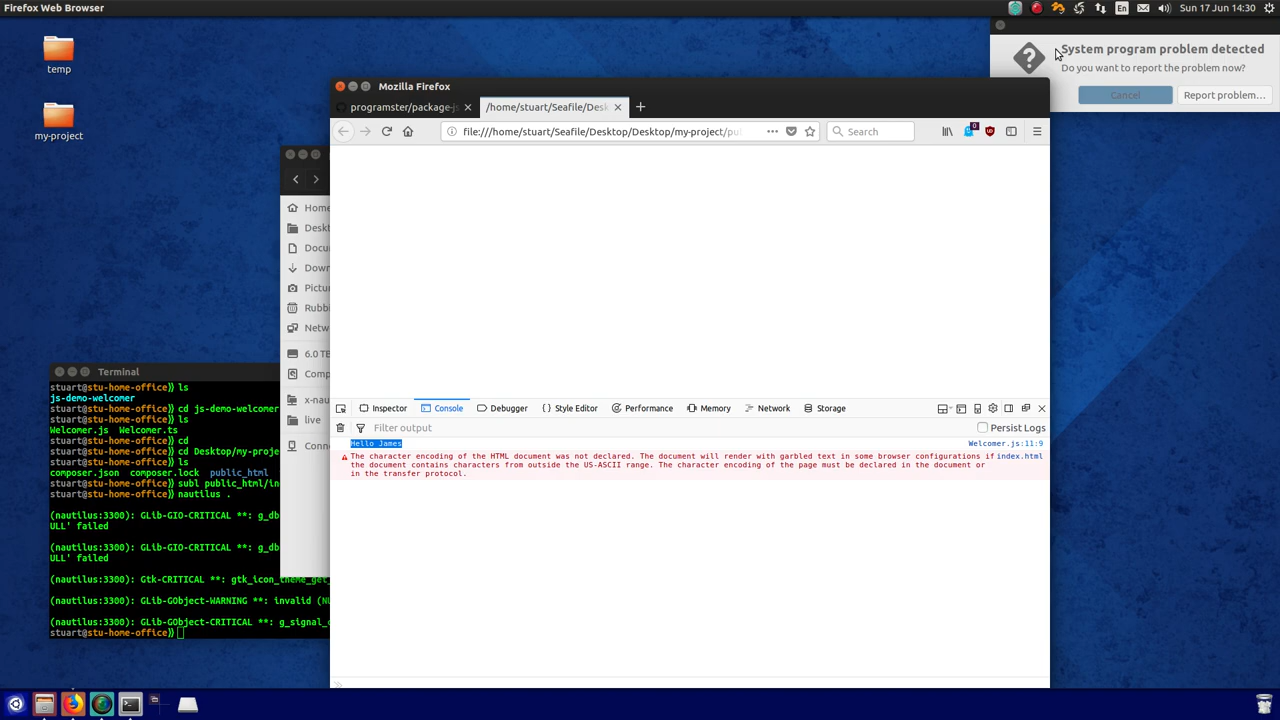 Firefox Web Browser
En
Sun 17 Jun 14:30
temp
my-project
System program problem detected
Do you want to report the problem now?
Cancel
Report problem…
Mozilla Firefox
programster/package-js
/home/stuart/Seafile/Desk
file:///home/stuart/Seafile/Desktop/Desktop/my-project/pu
Search
0
Home
Deskt
Docu
Down
Pictur
Rubbi
Netw
6.0 TE
Comp
x-nau
live
Conne
Terminal
stuart@stu-home-office⟫ ls
js-demo-welcomer
stuart@stu-home-office⟫ cd js-demo-welcomer
stuart@stu-home-office⟫ ls
Welcomer.js Welcomer.ts
stuart@stu-home-office⟫ cd
stuart@stu-home-office⟫ cd Desktop/my-proje
stuart@stu-home-office⟫ ls
composer.json composer.lock public_html
stuart@stu-home-office⟫ subl public_html/in
stuart@stu-home-office⟫ nautilus .
(nautilus:3300): GLib-GIO-CRITICAL **: g_db
ULL' failed
(nautilus:3300): GLib-GIO-CRITICAL **: g_db
ULL' failed
(nautilus:3300): Gtk-CRITICAL **: gtk_icon_theme_get_
(nautilus:3300): GLib-GObject-WARNING **: invalid (NU
(nautilus:3300): GLib-GObject-CRITICAL **: g_signal_c
stuart@stu-home-office⟫
Inspector
Console
Debugger
Style Editor
Performance
Memory
Network
Storage
Filter output
Persist Logs
Hello James
Welcomer.js:11:9
The character encoding of the HTML document was not declared. The document will render with garbled text in some browser configurations if index.html
the document contains characters from outside the US-ASCII range. The character encoding of the page must be declared in the document or
in the transfer protocol.